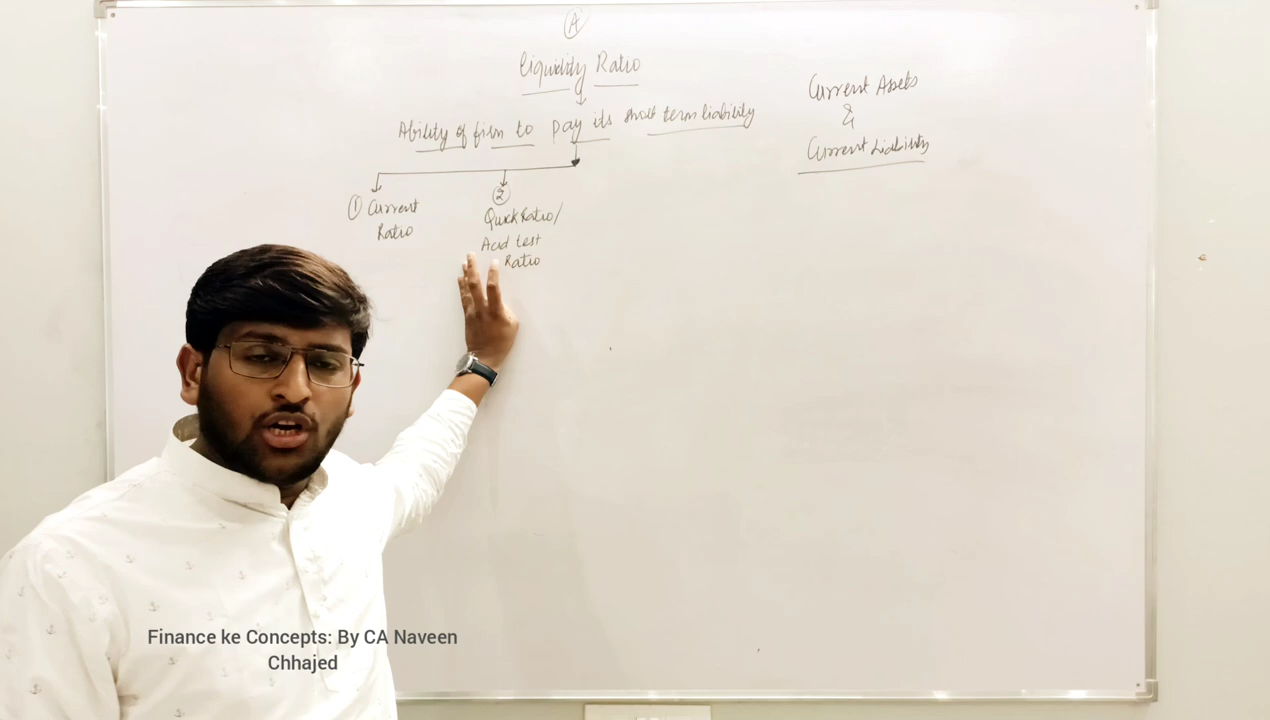 A
Liquidity Ratio
Ability of firm to pay its short term liability
① Current
Ratio
②
Quick Ratio/
Acid test
Ratio
Current Assets
&
Current Liability
Finance ke Concepts: By CA Naveen
Chhajed